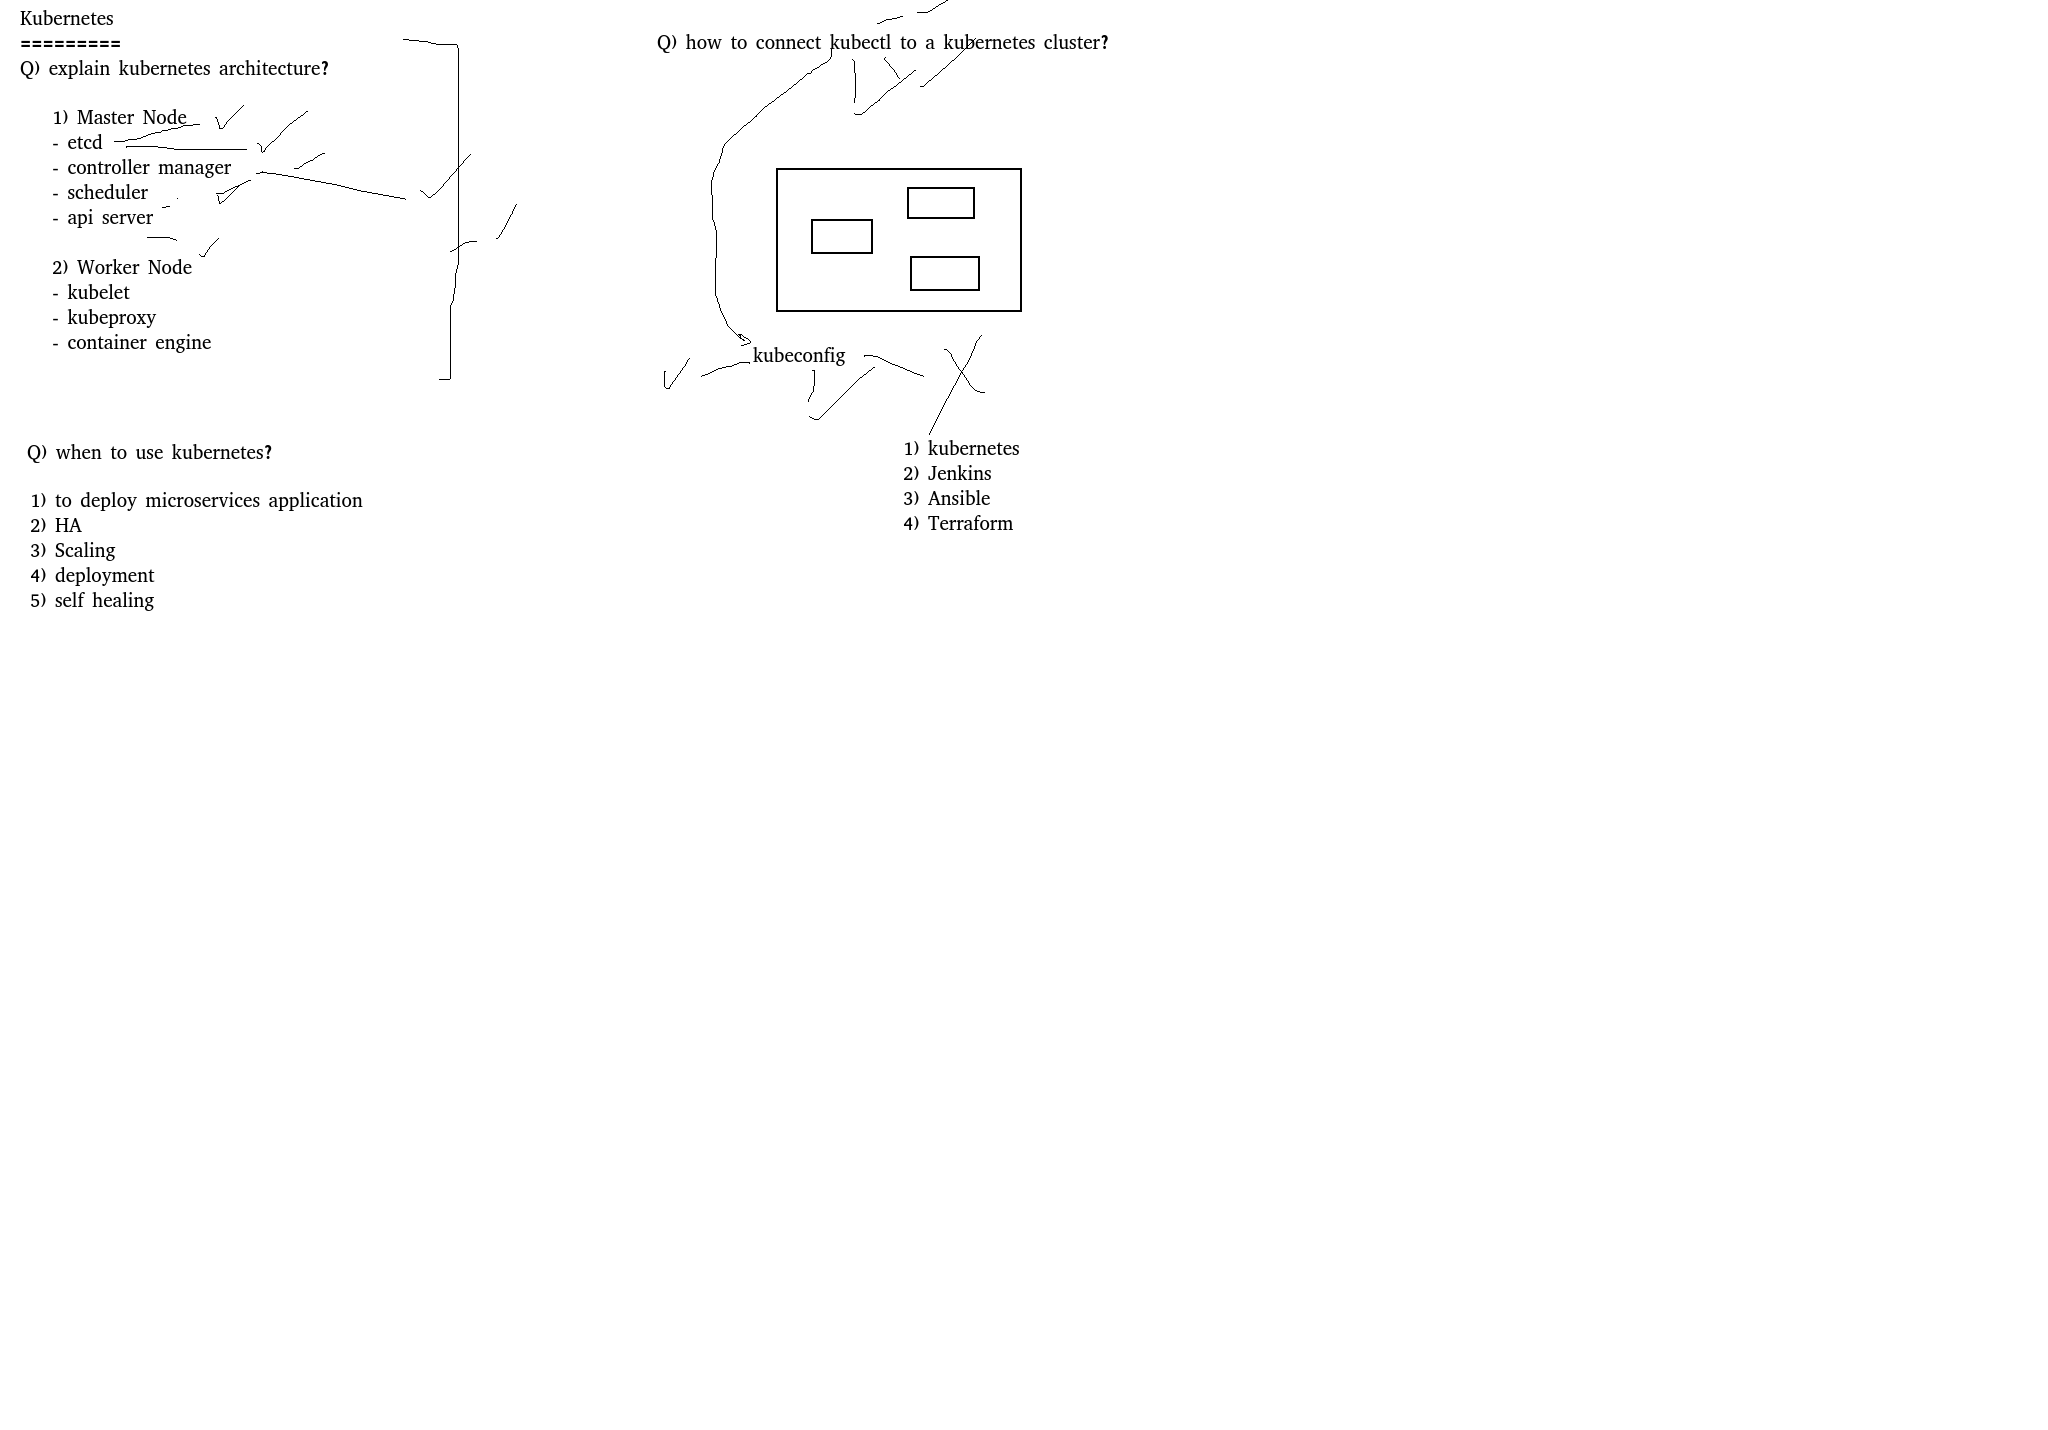 Kubernetes
=========
Q) explain kubernetes architecture?
1) Master Node
- etcd
- controller manager
- scheduler
- api server
2) Worker Node
- kubelet
- kubeproxy
- container engine
Q) when to use kubernetes?
1) to deploy microservices application
2) HA
3) Scaling
4) deployment
5) self healing
Q) how to connect kubectl to a kubernetes cluster?
kubeconfig
1) kubernetes
2) Jenkins
3) Ansible
4) Terraform